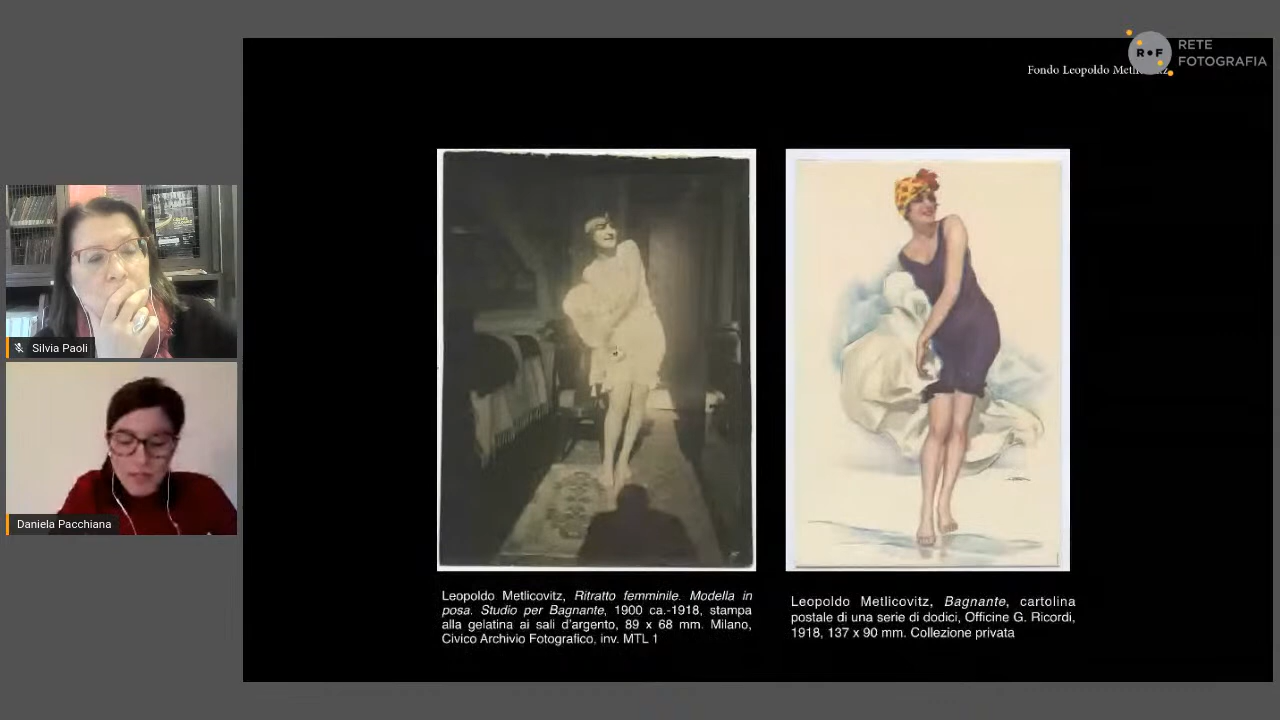 R●F
RETE
FOTOGRAFIA
Fondo Leopoldo
Silvia Paoli
Daniela Pacchiana
Leopoldo Metlicovitz, Ritratto femminile. Modella in
posa. Studio per Bagnante, 1900 ca.-1918, stampa
alla gelatina ai sali d'argento, 89 x 68 mm. Milano,
Civico Archivio Fotografico, inv. MTL 1
Leopoldo Metlicovitz, Bagnante, cartolina
postale di una serie di dodici, Officine G. Ricordi,
1918, 137 x 90 mm. Collezione privata